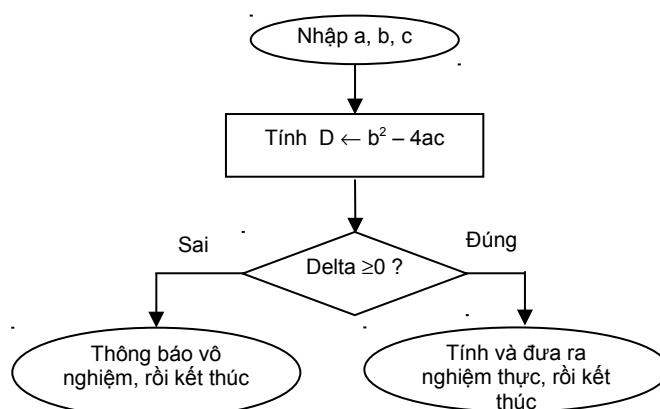 Nhập a, b, c
Tính D ← b² – 4ac
Sai
Đúng
Delta ≥0 ?
Thông báo vô
nghiệm, rồi kết thúc
Tính và đưa ra
nghiệm thực, rồi kết
thúc